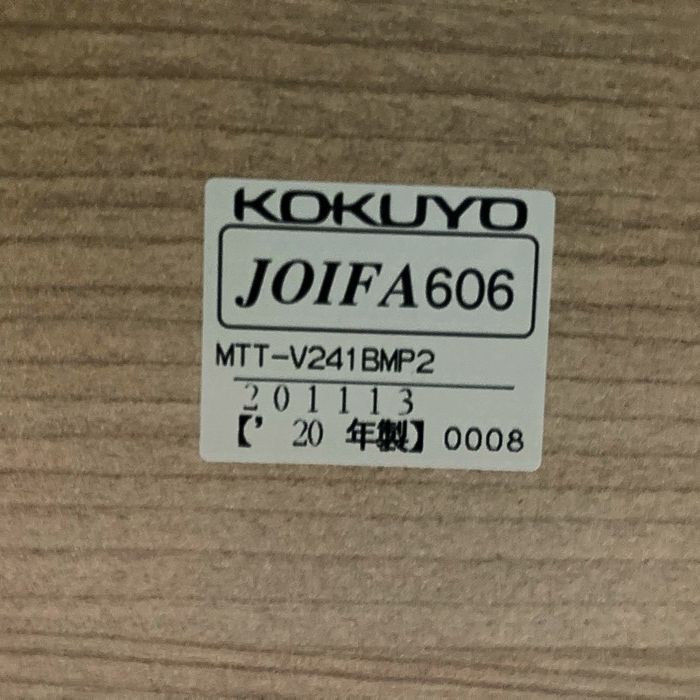 KOKUYO
JOIFA606
MTT-V241BMP2
201113
【' 20 年製】 0008